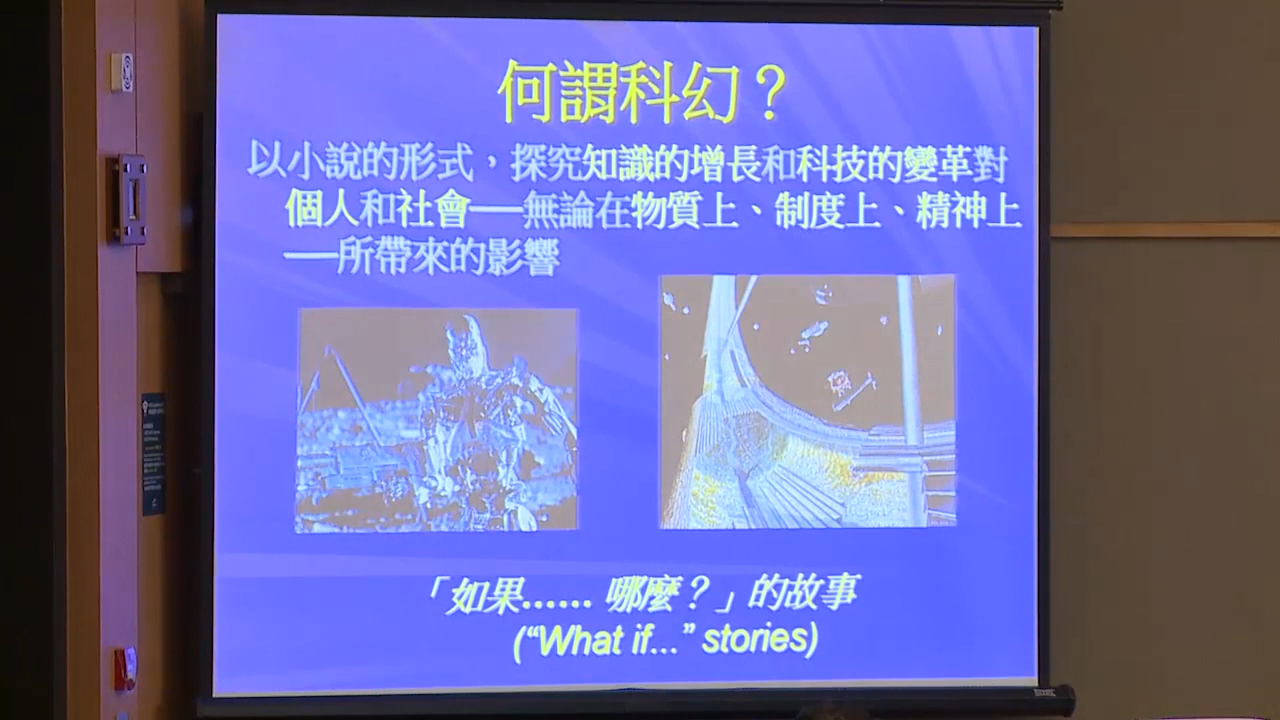 何謂科幻？
以小說的形式，探究知識的增長和科技的變革對
個人和社會──無論在物質上、制度上、精神上
──所帶來的影響
「如果…… 哪麼？」的故事
(“What if...” stories)